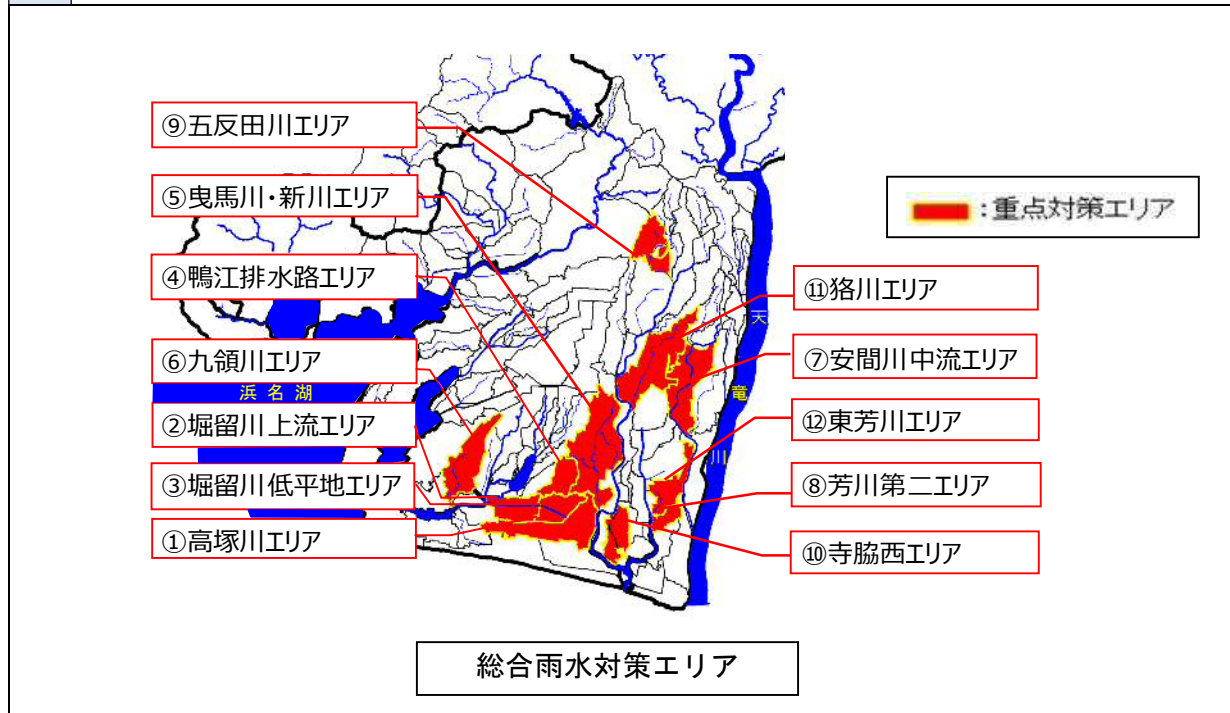 ⑨五反田川エリア
⑤曳馬川・新川エリア
④鴨江排水路エリア
⑥九領川エリア
浜名湖
②堀留川上流エリア
③堀留川低平地エリア
①高塚川エリア
:重点対策エリア
⑪狢川エリア
天竜川
⑦安間川中流エリア
⑫東芳川エリア
⑧芳川第二エリア
⑩寺脇西エリア
総合雨水対策エリア